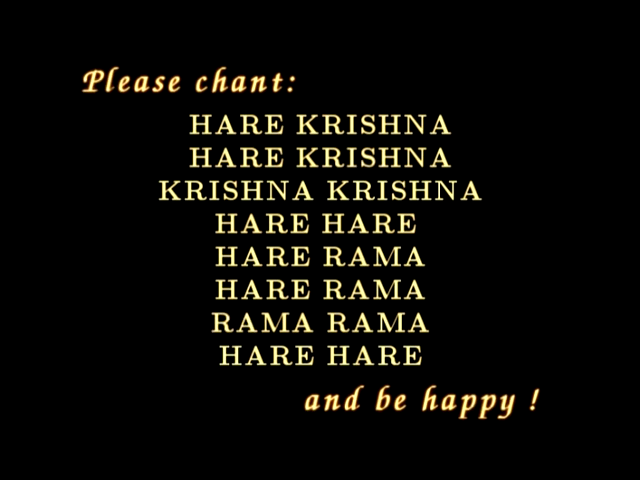 Please chant:
HARE KRISHNA
HARE KRISHNA
KRISHNA KRISHNA
HARE HARE
HARE RAMA
HARE RAMA
RAMA RAMA
HARE HARE
and be happy !